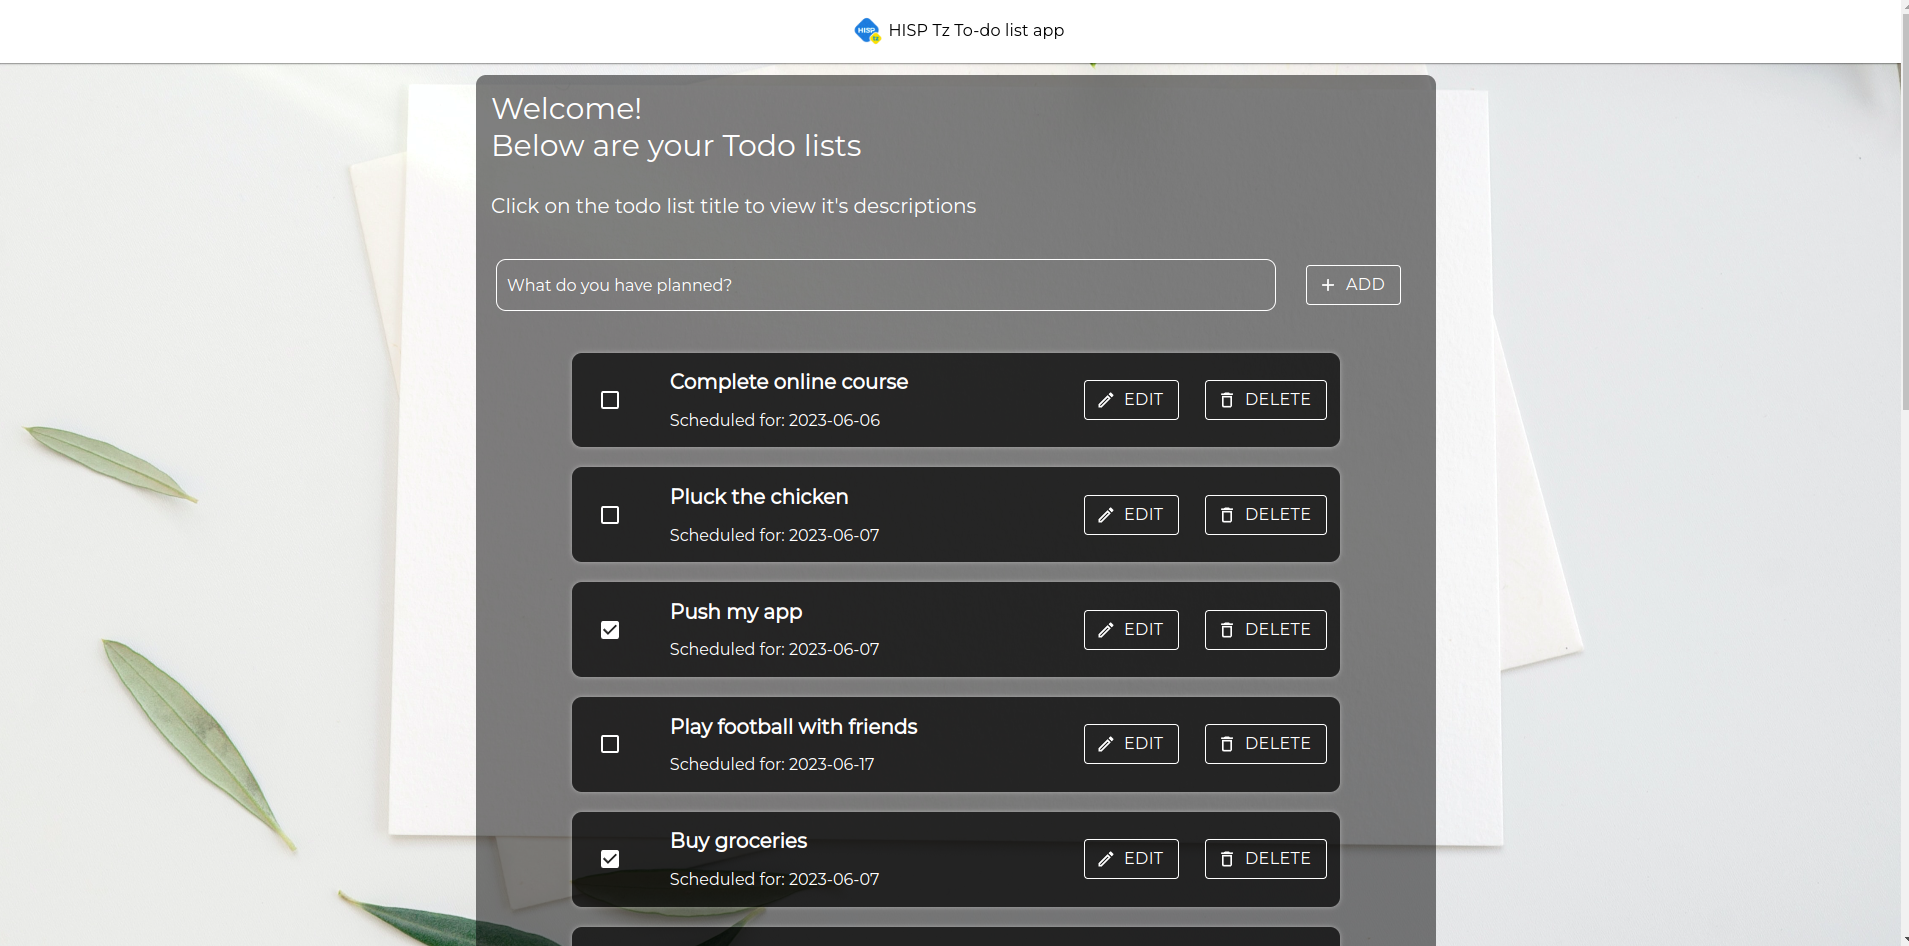 HISP Tz To-do list app
Welcome!
Below are your Todo lists
Click on the todo list title to view it's descriptions
What do you have planned?
+ ADD
Complete online course
Scheduled for: 2023-06-06
EDIT DELETE
Pluck the chicken
Scheduled for: 2023-06-07
EDIT DELETE
Push my app
Scheduled for: 2023-06-07
EDIT DELETE
Play football with friends
Scheduled for: 2023-06-17
EDIT DELETE
Buy groceries
Scheduled for: 2023-06-07
EDIT DELETE